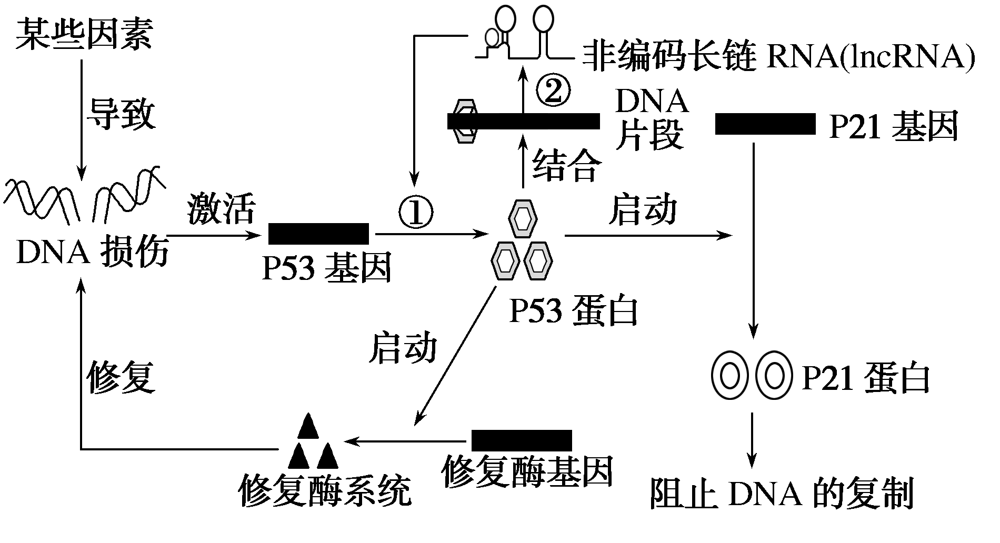 某些因素
导致
DNA 损伤
激活
P53 基因
①
非编码长链 RNA(lncRNA)
②
DNA
片段
结合
P21 基因
启动
P53 蛋白
启动
修复
修复酶系统
修复酶基因
P21 蛋白
阻止 DNA 的复制